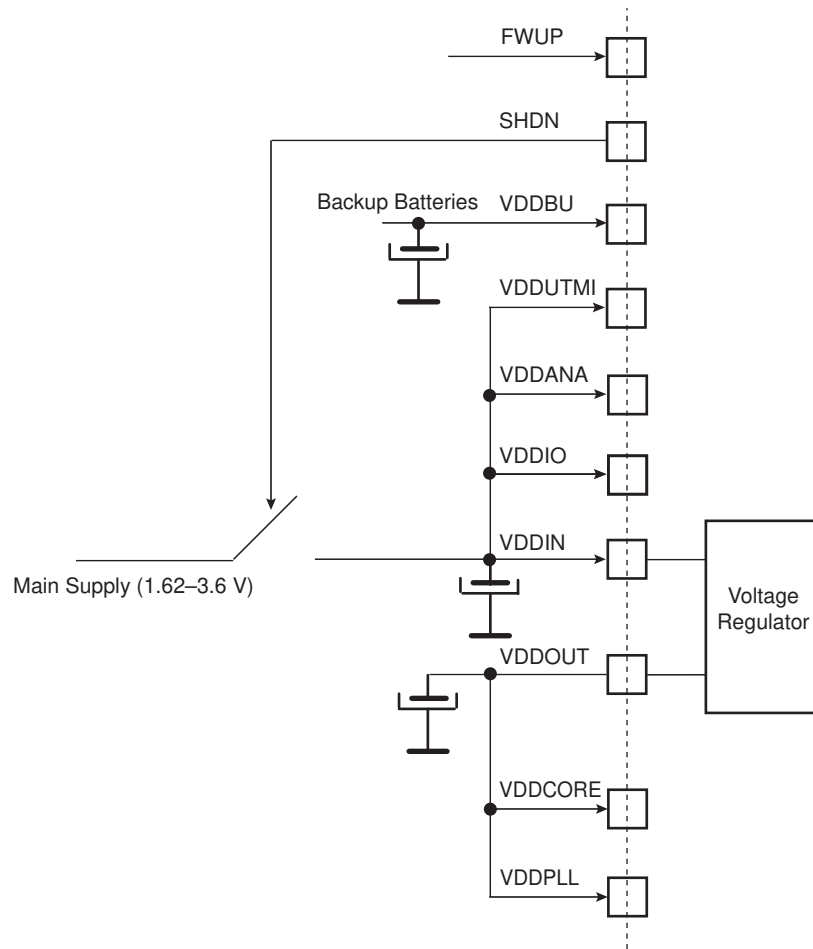 FWUP
SHDN
Backup Batteries
VDDBU
VDDUTMI
VDDANA
VDDIO
VDDIN
Main Supply (1.62–3.6 V)
Voltage
Regulator
VDDOUT
VDDCORE
VDDPLL